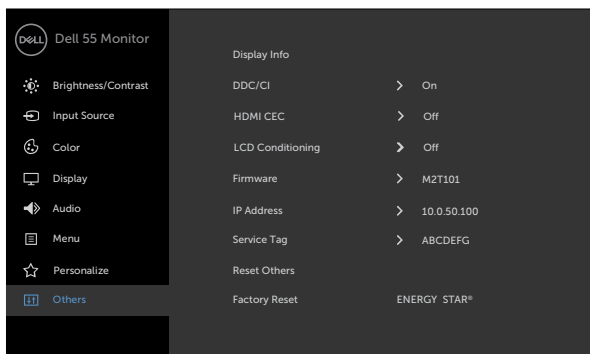 DELL
Dell 55 Monitor
Brightness/Contrast
Input Source
Color
Display
Audio
Menu
Personalize
Others
Display Info
DDC/CI > On
HDMI CEC > Off
LCD Conditioning > Off
Firmware > M2T101
IP Address > 10.0.50.100
Service Tag > ABCDEFG
Reset Others
Factory Reset ENERGY STAR®